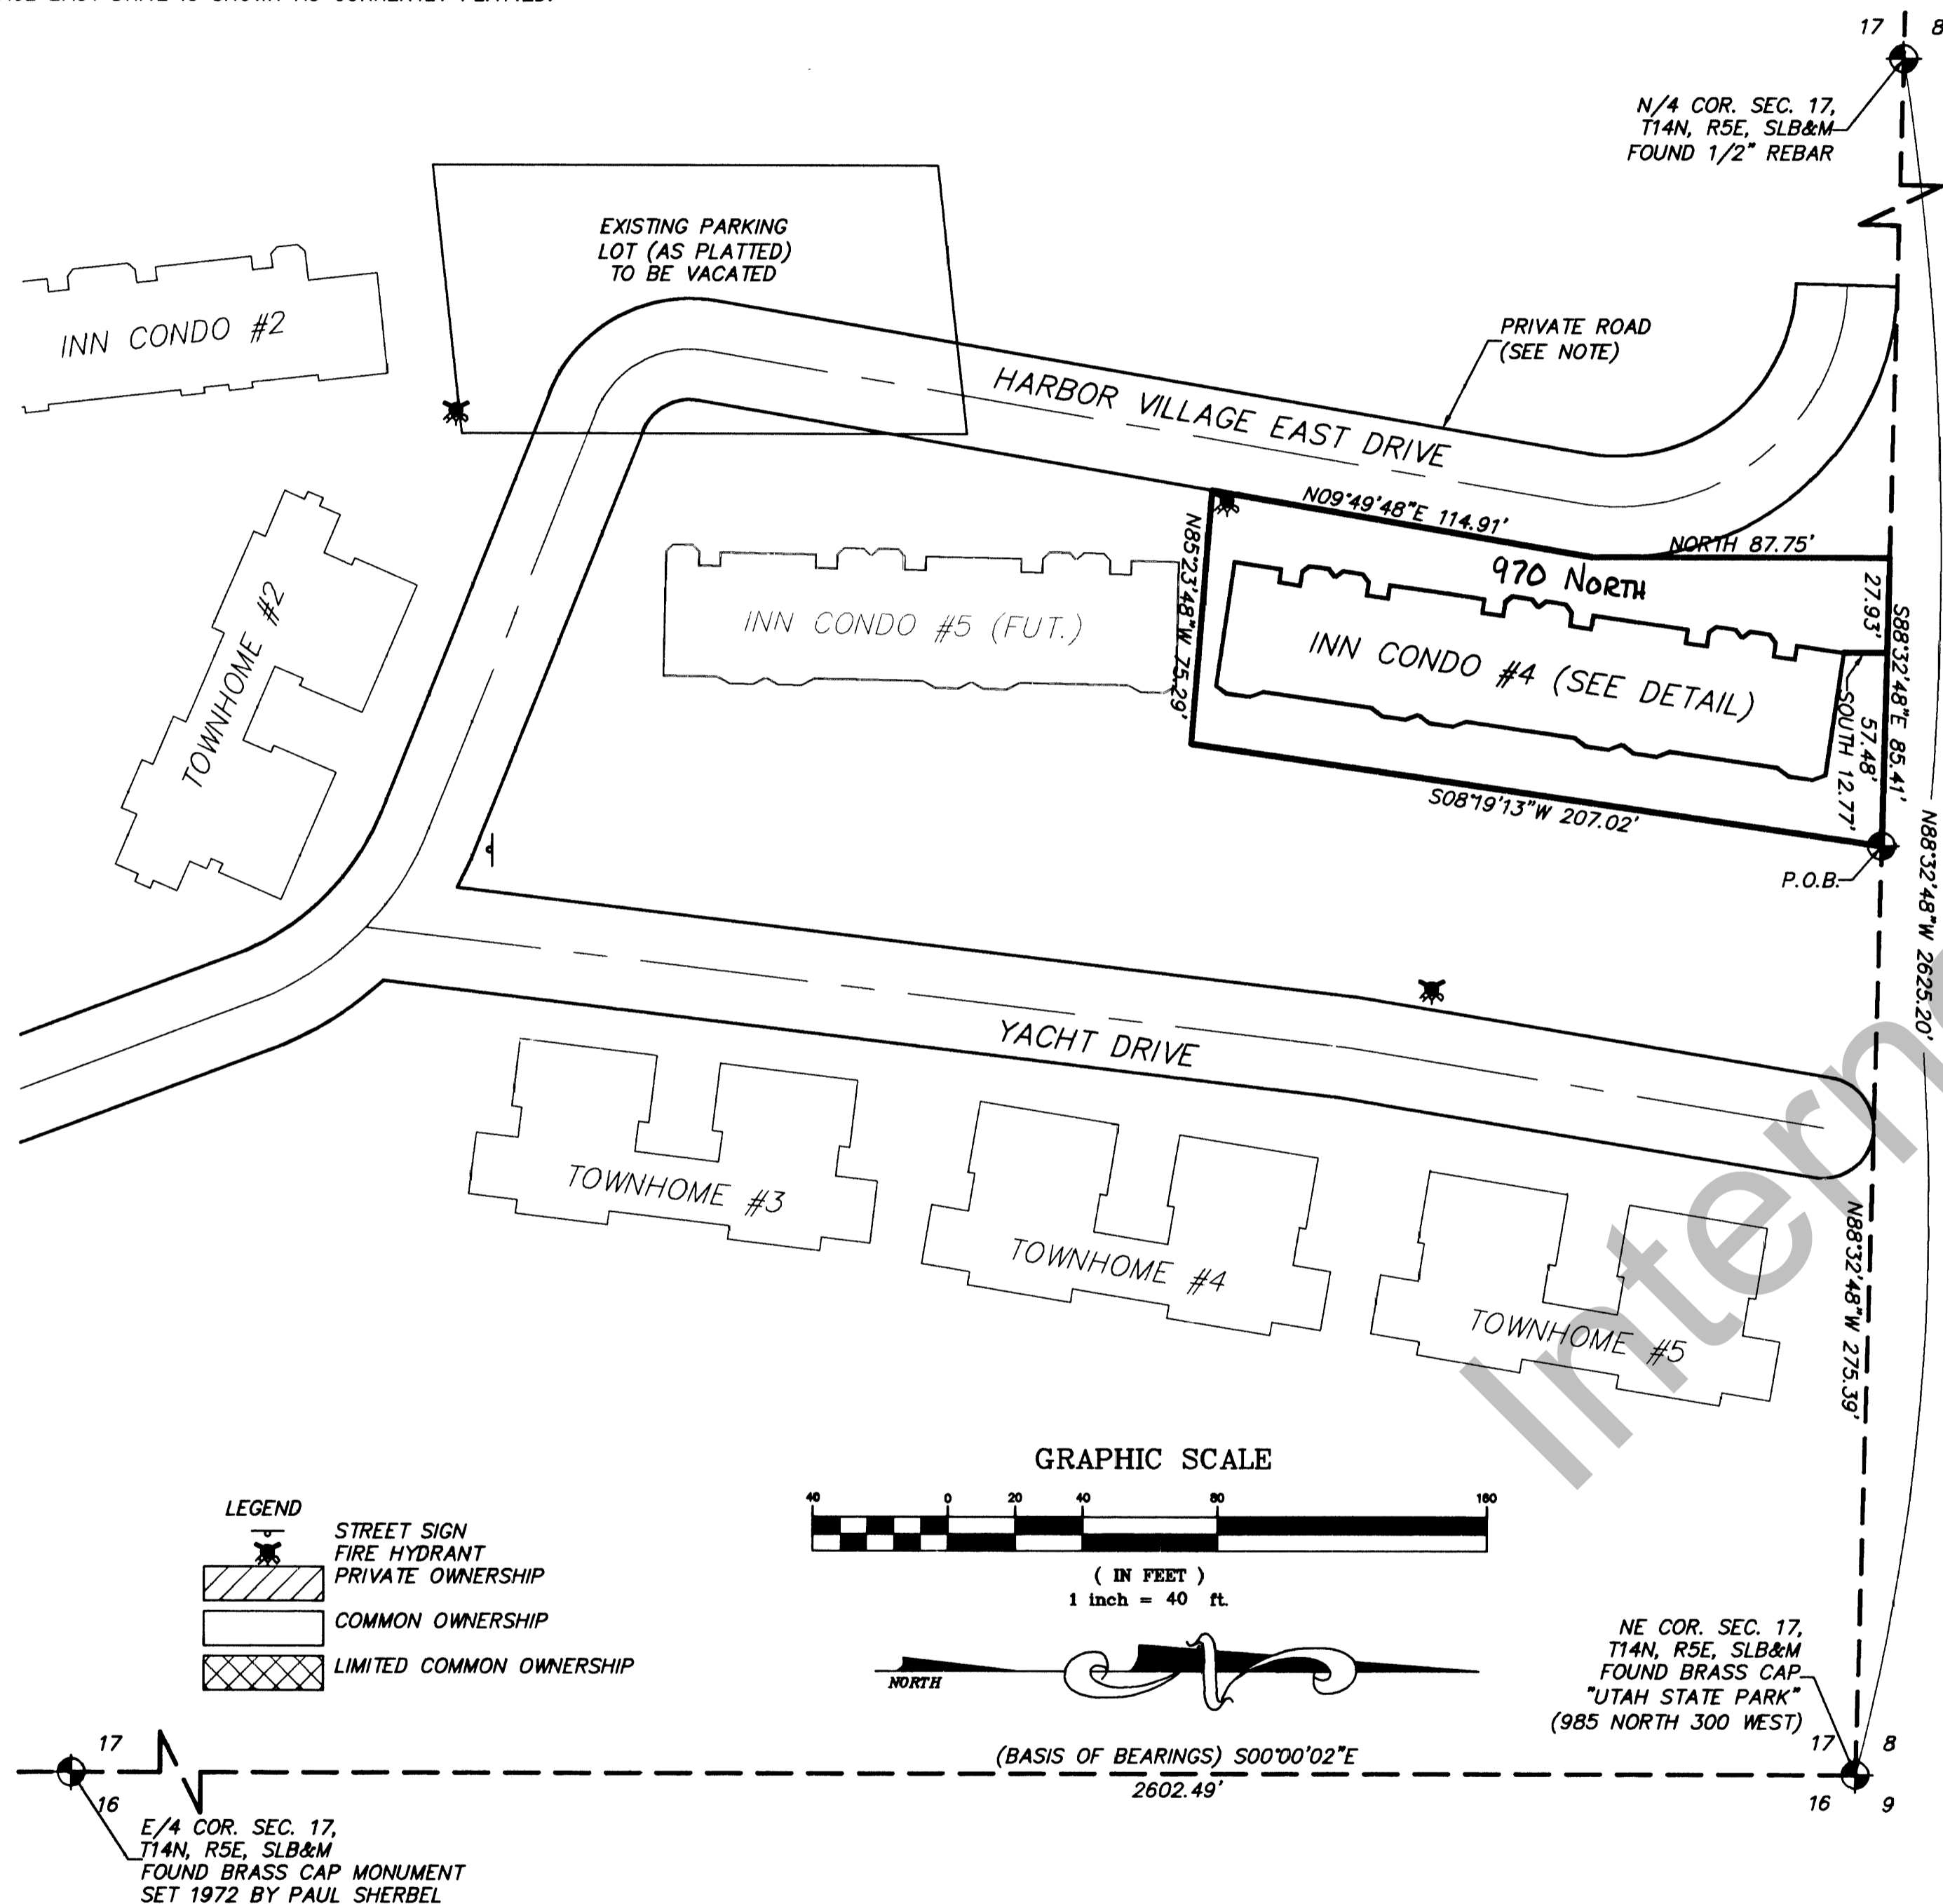 17 8
N/4 COR. SEC. 17,
T14N, R5E, SLB&M
FOUND 1/2" REBAR
EXISTING PARKING
LOT (AS PLATTED)
TO BE VACATED
INN CONDO #2
PRIVATE ROAD
(SEE NOTE)
HARBOR VILLAGE EAST DRIVE
N09°49'48"E 114.91'
NORTH 87.75'
970 NORTH
N85°23'48"W 75.29'
27.93'
S88°32'48"E 85.41'
57.48'
SOUTH 12.77'
TOWNHOME #2
INN CONDO #5 (FUT.)
INN CONDO #4 (SEE DETAIL)
S08°19'13"W 207.02'
P.O.B.
N88°32'48"W 2625.20'
YACHT DRIVE
TOWNHOME #3
TOWNHOME #4
TOWNHOME #5
N88°32'48"W 275.39'
GRAPHIC SCALE
40 0 20 40 80 160
( IN FEET )
1 inch = 40 ft.
LEGEND
STREET SIGN
FIRE HYDRANT
PRIVATE OWNERSHIP
COMMON OWNERSHIP
LIMITED COMMON OWNERSHIP
NORTH
NE COR. SEC. 17,
T14N, R5E, SLB&M
FOUND BRASS CAP
"UTAH STATE PARK"
(985 NORTH 300 WEST)
17 8
16 9
(BASIS OF BEARINGS) S00°00'02"E
2602.49'
17
16
E/4 COR. SEC. 17,
T14N, R5E, SLB&M
FOUND BRASS CAP MONUMENT
SET 1972 BY PAUL SHERBEL